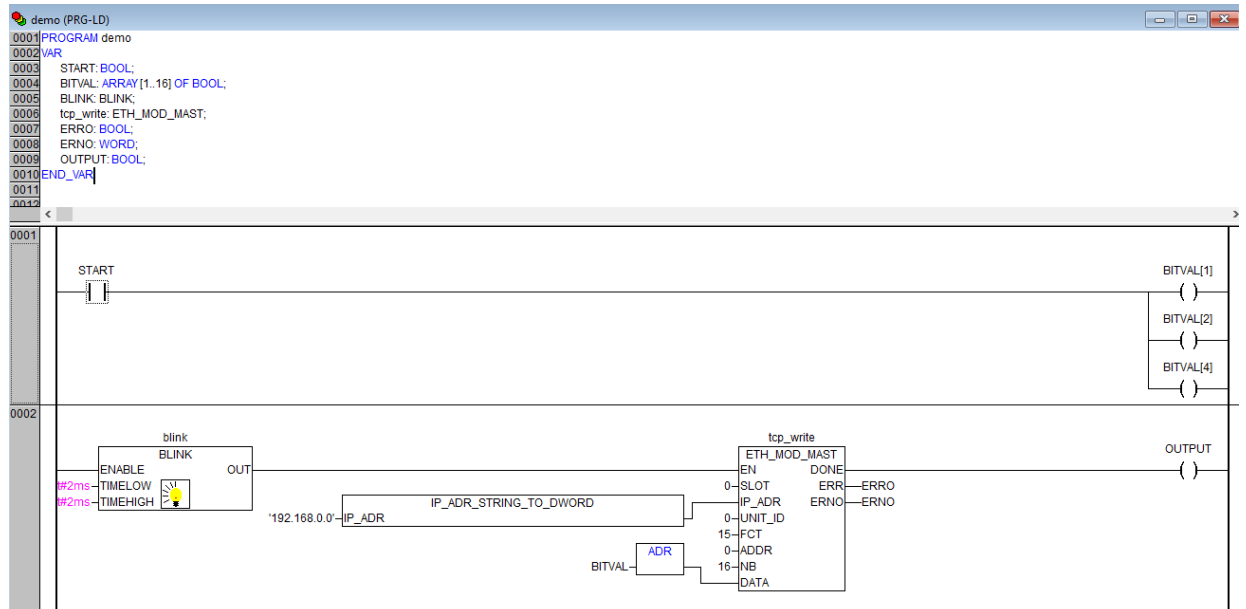 demo (PRG-LD)
0001 PROGRAM demo
0002 VAR
0003 START: BOOL;
0004 BITVAL: ARRAY [1..16] OF BOOL;
0005 BLINK: BLINK;
0006 tcp_write: ETH_MOD_MAST;
0007 ERRO: BOOL;
0008 ERNO: WORD;
0009 OUTPUT: BOOL;
0010 END_VAR
0011
0012
0001
START BITVAL[1]
BITVAL[2]
BITVAL[4]
0002
blink tcp_write
BLINK ETH_MOD_MAST OUTPUT
ENABLE OUT EN DONE
t#2ms TIMELOW 0 SLOT ERR ERRO
t#2ms TIMEHIGH IP_ADR_STRING_TO_DWORD IP_ADR ERNO ERNO
'192.168.0.0' IP_ADR 0 UNIT_ID
15 FCT
ADR 0 ADDR
BITVAL 16 NB
DATA